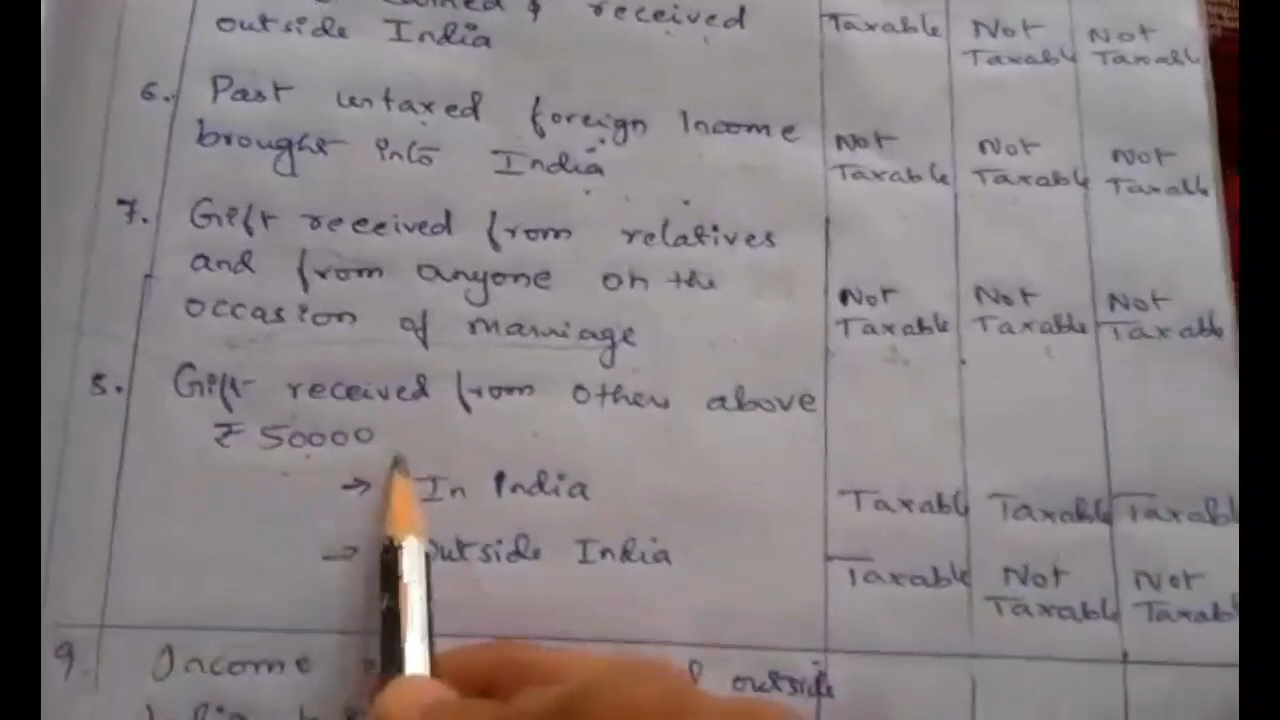 received
outside India Taxable Not Taxable Not Taxable
6. Past untaxed foreign Income
brought into India Not Taxable Not Taxable Not Taxable
7. Gift received from relatives
and from anyone on the
occasion of marriage Not Taxable Not Taxable Not Taxable
8. Gift received from others above
₹ 50000
→ In India Taxable Taxable Taxable
→ outside India Taxable Not Taxable Not Taxable
9. Income outside